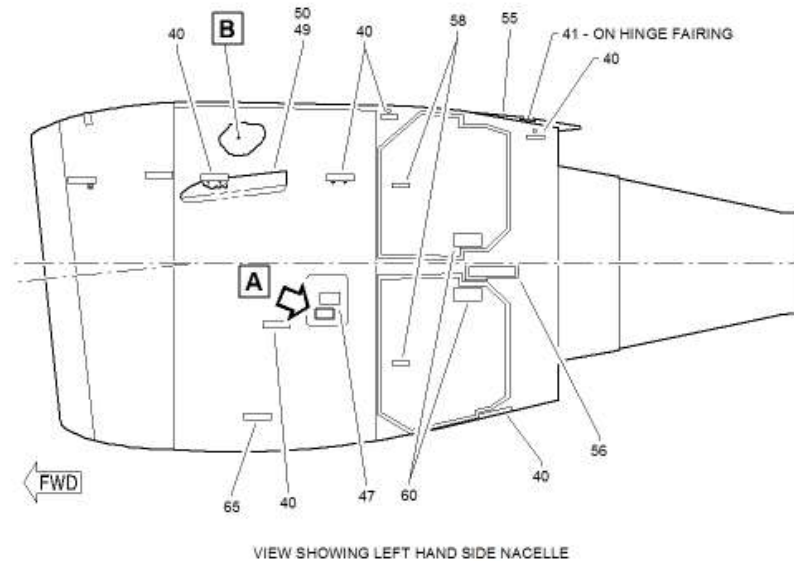 50
40 B 49 40 58 55 41 - ON HINGE FAIRING
40
40
A
FWD
65 40 47 60 40 56
VIEW SHOWING LEFT HAND SIDE NACELLE